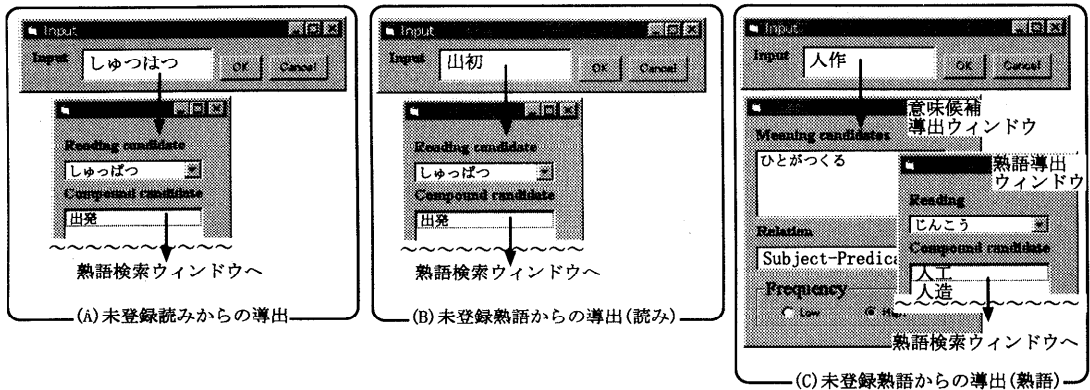 Input
Input
しゅつはつ
OK
Cancel
Reading candidate
しゅっぱつ
Compound candidate
出発
熟語検索ウィンドウへ
(A)未登録読みからの導出
Input
Input
出初
OK
Cancel
Reading candidate
しゅっぱつ
Compound candidate
出発
熟語検索ウィンドウへ
(B)未登録熟語からの導出(読み)
Input
Input
人作
OK
Cancel
意味候補
導出ウィンドウ
Meaning candidates
ひとがつくる
Relation
Subject-Predica
Frequency
Low
High
熟語導出
ウィンドウ
Reading
じんこう
Compound candidate
人工
人造
熟語検索ウィンドウへ
(C)未登録熟語からの導出(熟語)